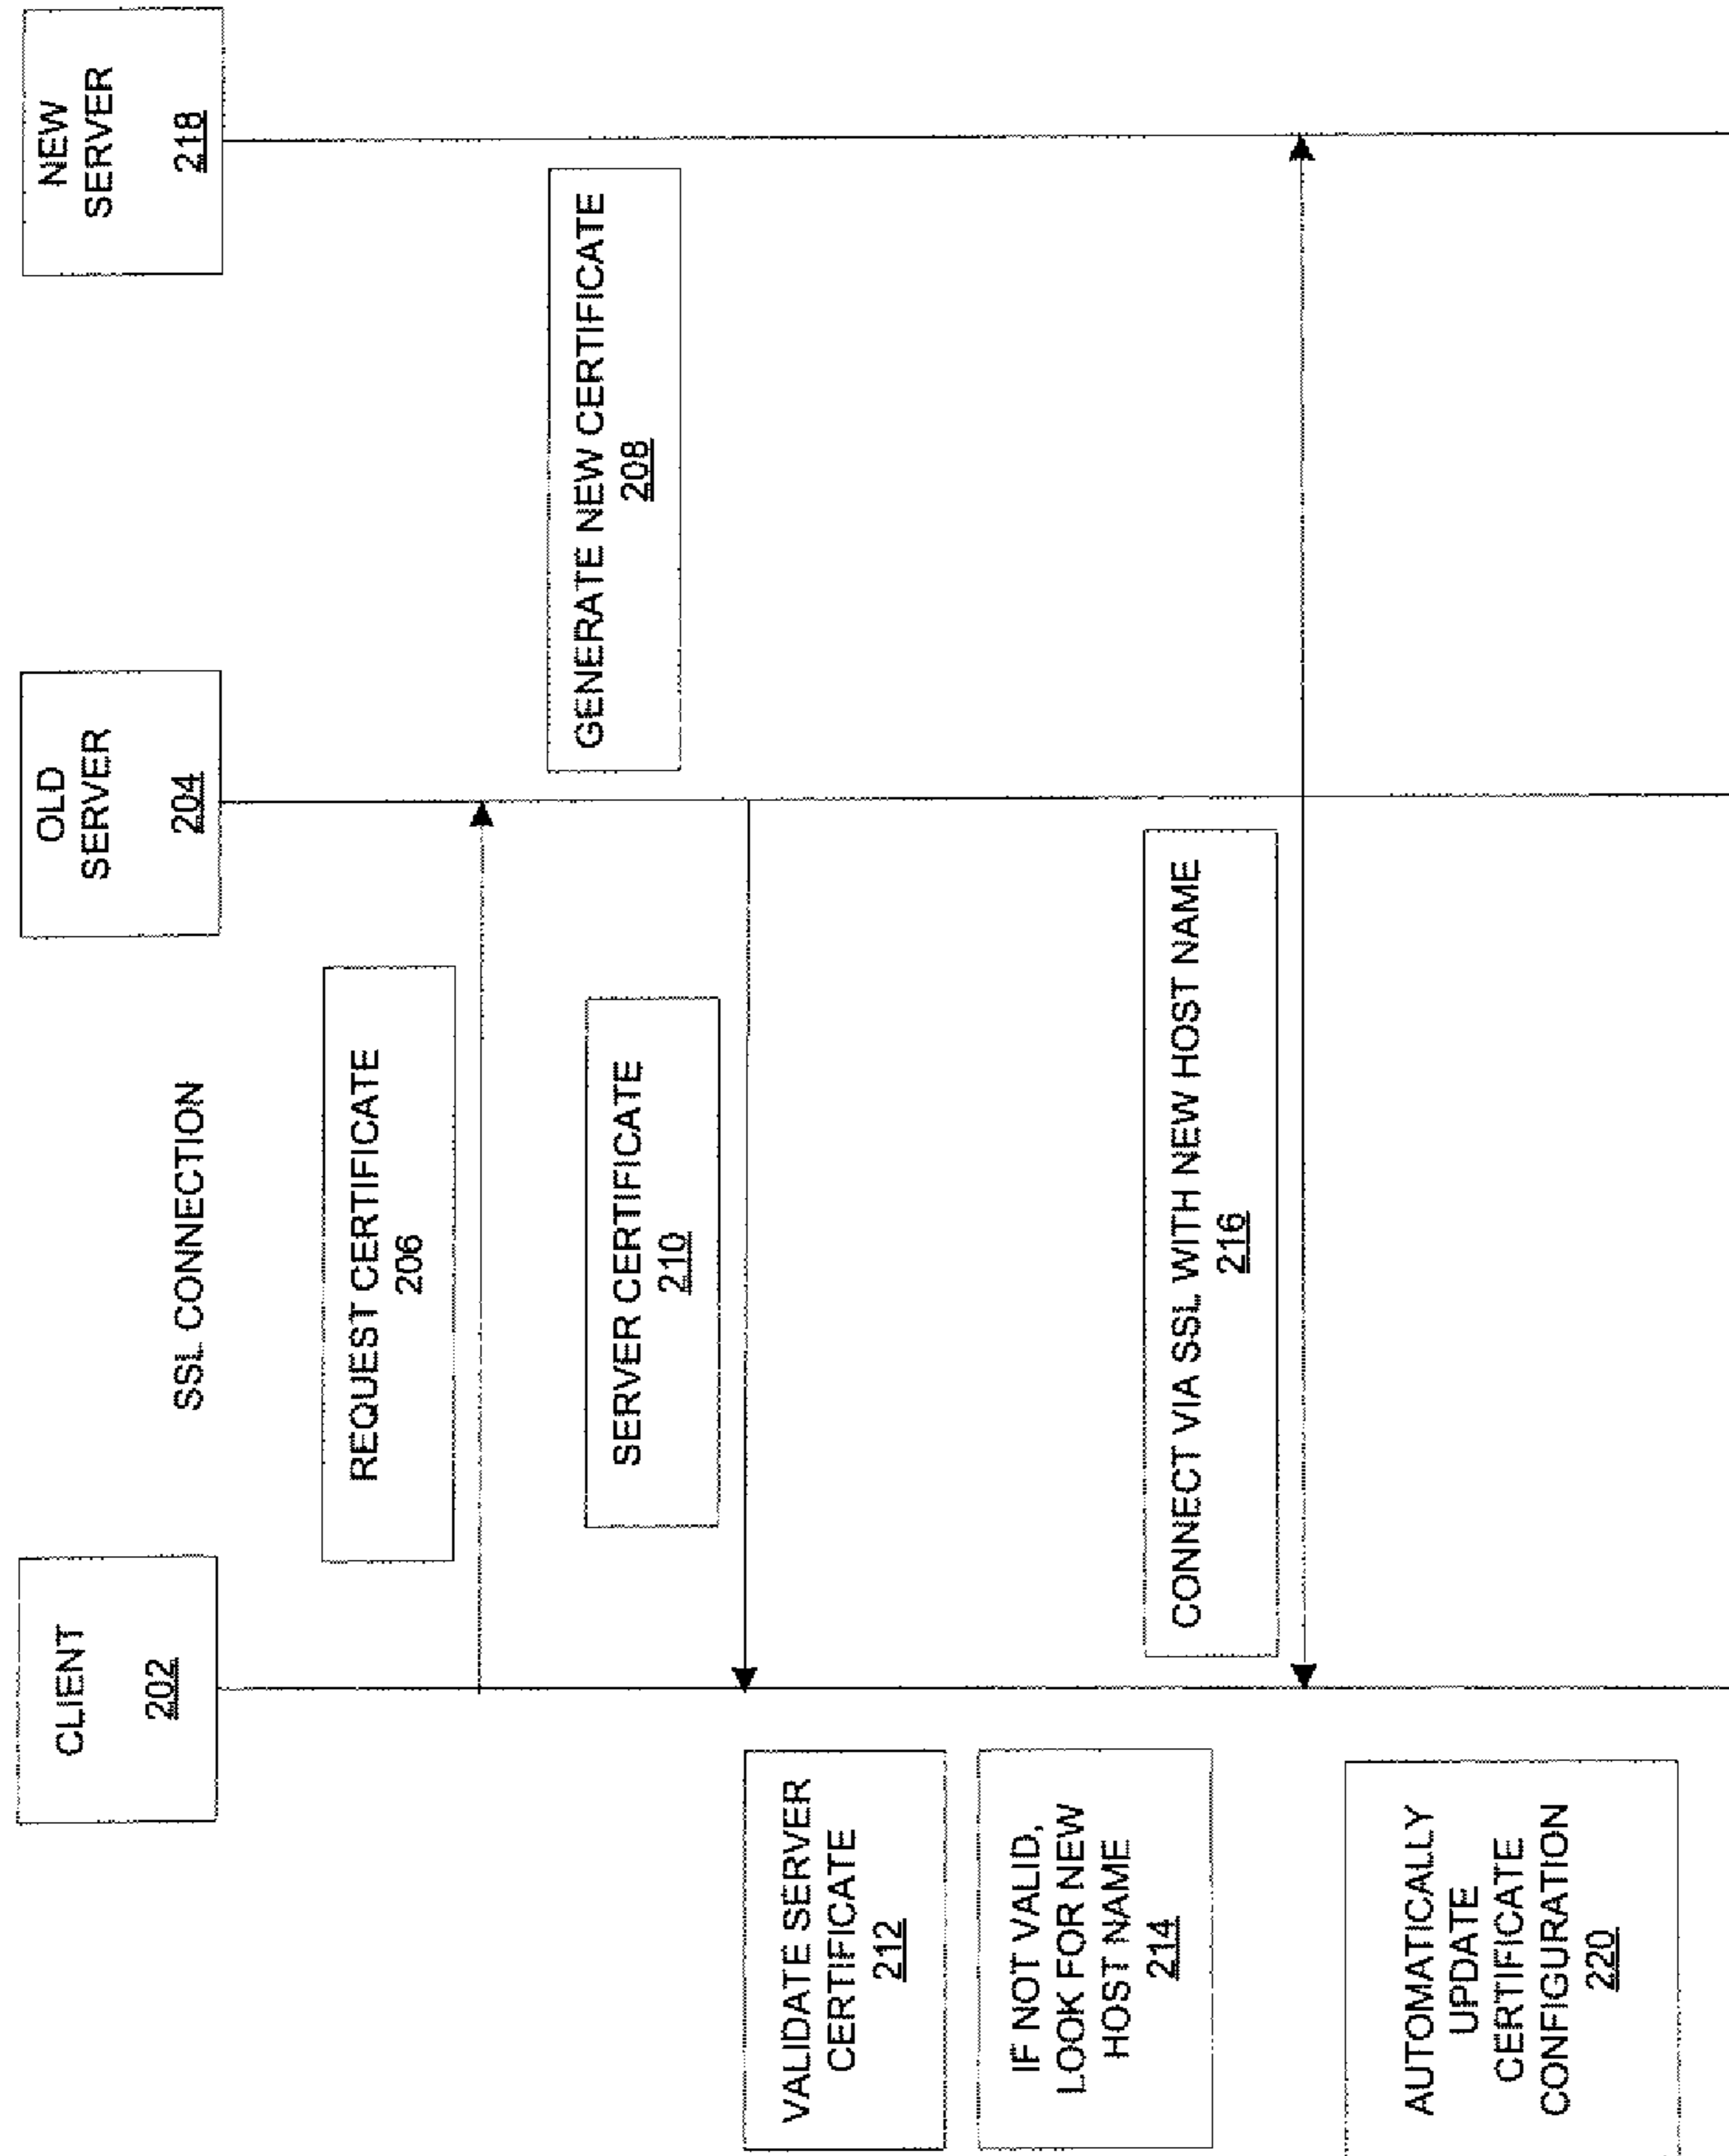 CLIENT
202
OLD
SERVER
204
NEW
SERVER
218
SSL CONNECTION
REQUEST CERTIFICATE
206
GENERATE NEW CERTIFICATE
208
SERVER CERTIFICATE
210
VALIDATE SERVER
CERTIFICATE
212
IF NOT VALID,
LOOK FOR NEW
HOST NAME
214
CONNECT VIA SSL WITH NEW HOST NAME
216
AUTOMATICALLY
UPDATE
CERTIFICATE
CONFIGURATION
220